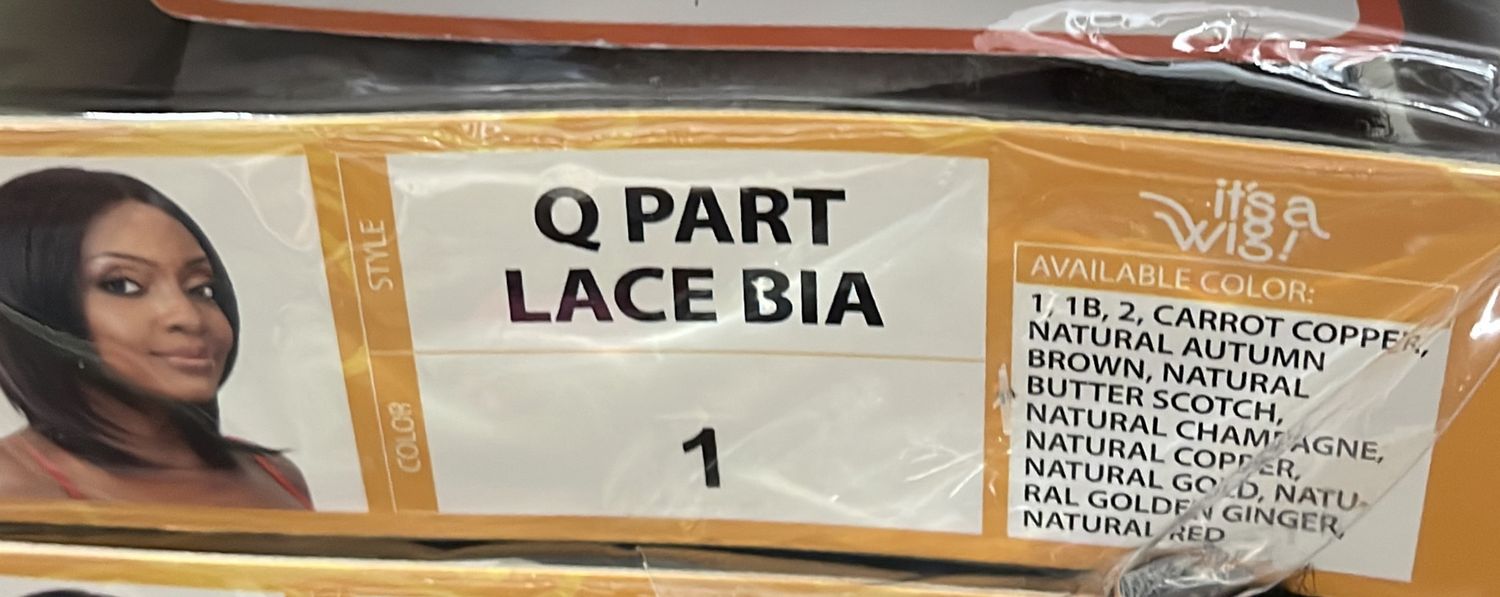 STYLE
Q PART
LACE BIA
COLOR
1
it's a
wig!
AVAILABLE COLOR:
1, 1B, 2, CARROT COPPER,
NATURAL AUTUMN
BROWN, NATURAL
BUTTER SCOTCH,
NATURAL CHAMPAGNE,
NATURAL COPPER,
NATURAL GOLD, NATU-
RAL GOLDEN GINGER,
NATURAL RED